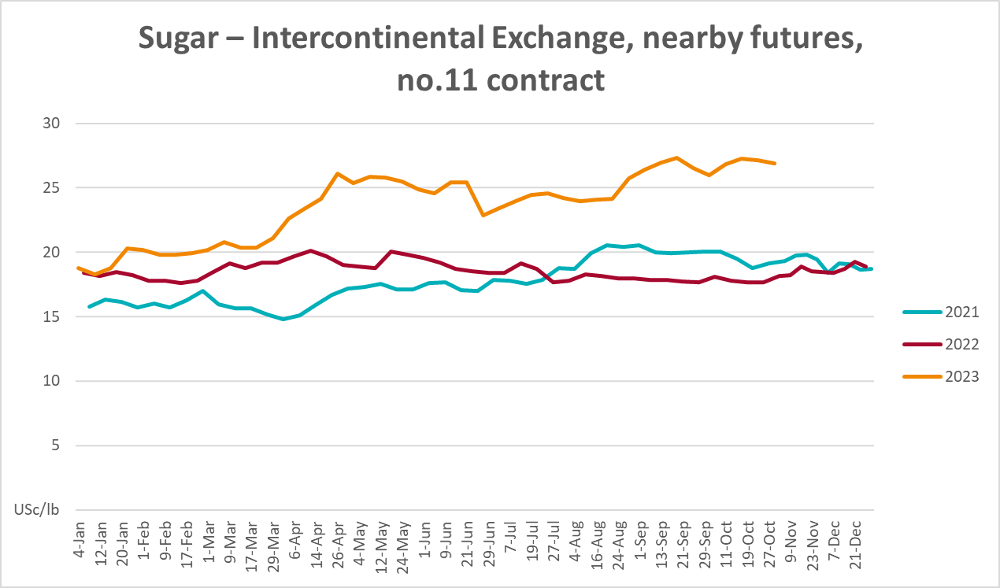 Sugar – Intercontinental Exchange, nearby futures,
no.11 contract
30
25
20
15
10
5
USc/lb
4-Jan
12-Jan
20-Jan
1-Feb
9-Feb
17-Feb
1-Mar
9-Mar
17-Mar
29-Mar
6-Apr
14-Apr
26-Apr
4-May
12-May
24-May
1-Jun
9-Jun
21-Jun
29-Jun
7-Jul
19-Jul
27-Jul
4-Aug
16-Aug
24-Aug
1-Sep
13-Sep
21-Sep
29-Sep
11-Oct
19-Oct
27-Oct
9-Nov
23-Nov
7-Dec
21-Dec
2021
2022
2023